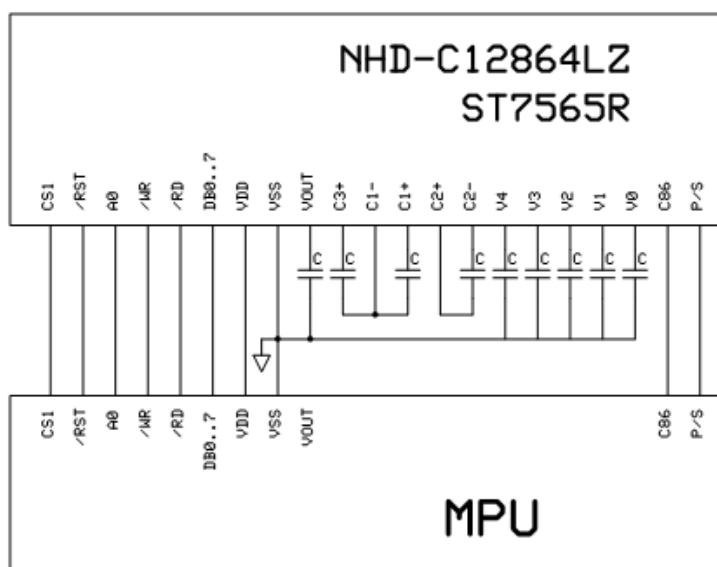 NHD-C12864LZ
ST7565R
CS1 /RST A0 /WR /RD DB0..7 VDD VSS VOUT C3+ C1- C1+ C2+ C2- V4 V3 V2 V1 V0 C86 P/S
C C C C C C C C C
CS1 /RST A0 /WR /RD DB0..7 VDD VSS VOUT C86 P/S
MPU